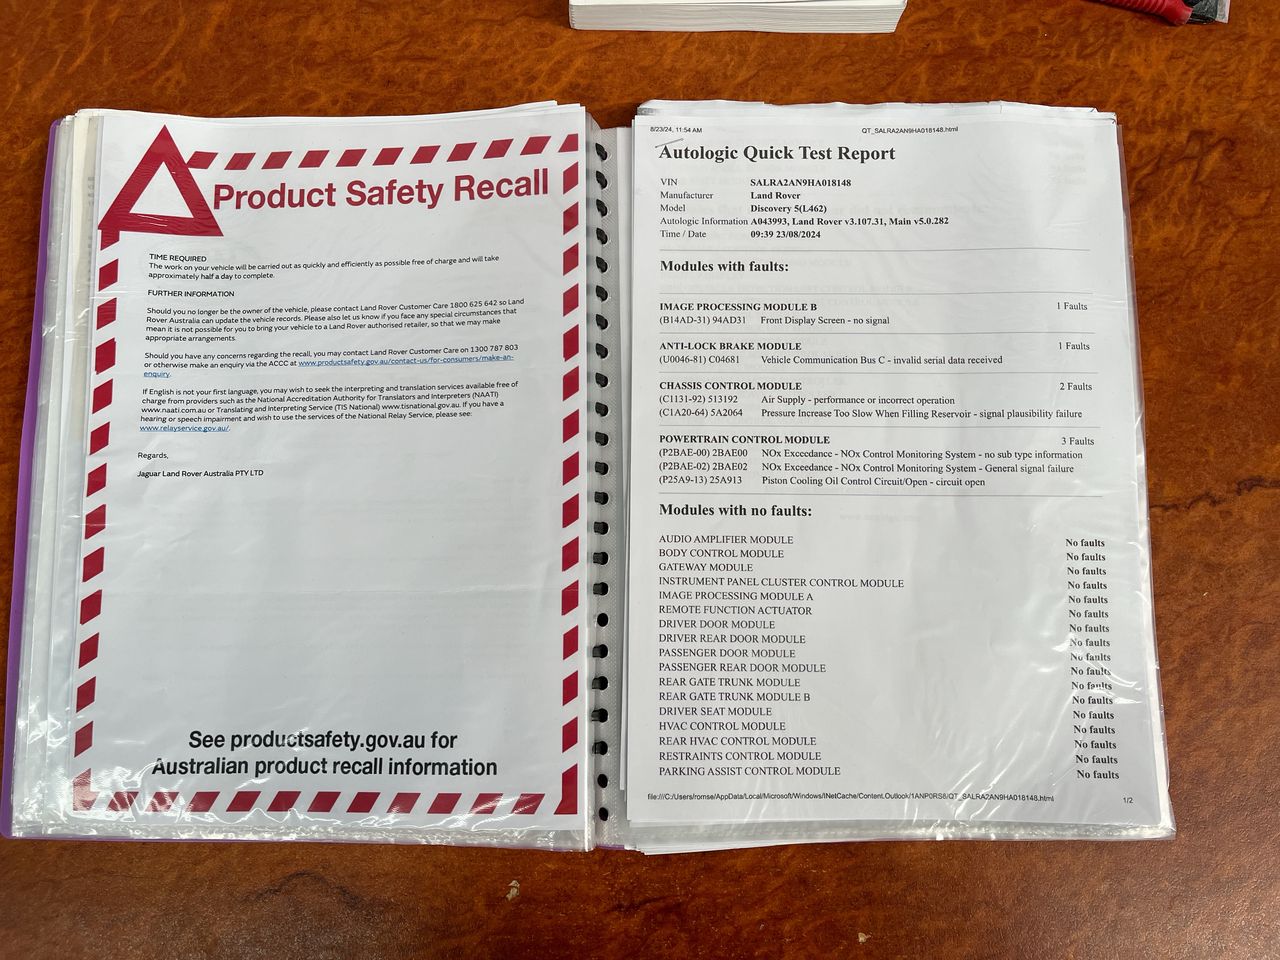 Product Safety Recall
TIME REQUIRED
The work on your vehicle will be carried out as quickly and efficiently as possible free of charge and will take
approximately half a day to complete.
FURTHER INFORMATION
Should you no longer be the owner of the vehicle, please contact Land Rover Customer Care 1800 625 642 so Land
Rover Australia can update the vehicle records. Please also let us know if you face any special circumstances that
mean it is not possible for you to bring your vehicle to a Land Rover authorised retailer, so that we may make
appropriate arrangements.
Should you have any concerns regarding the recall, you may contact Land Rover Customer Care on 1300 787 803
or otherwise make an enquiry via the ACCC at www.productsafety.gov.au/contact-us/for-consumers/make-an-
enquiry.
If English is not your first language, you may wish to seek the interpreting and translation services available free of
charge from providers such as the National Accreditation Authority for Translators and Interpreters (NAATI)
www.naati.com.au or Translating and Interpreting Service (TIS National) www.tisnational.gov.au. If you have a
hearing or speech impairment and wish to use the services of the National Relay Service, please see:
www.relayservice.gov.au/.
Regards,
Jaguar Land Rover Australia PTY LTD
See productsafety.gov.au for
Australian product recall information
8/23/24, 11:54 AM QT_SALRA2AN9HA018148.html
Autologic Quick Test Report
VIN SALRA2AN9HA018148
Manufacturer Land Rover
Model Discovery 5(L462)
Autologic Information A043993, Land Rover v3.107.31, Main v5.0.282
Time / Date 09:39 23/08/2024
Modules with faults:
IMAGE PROCESSING MODULE B 1 Faults
(B14AD-31) 94AD31 Front Display Screen - no signal
ANTI-LOCK BRAKE MODULE 1 Faults
(U0046-81) C04681 Vehicle Communication Bus C - invalid serial data received
CHASSIS CONTROL MODULE 2 Faults
(C1131-92) 513192 Air Supply - performance or incorrect operation
(C1A20-64) 5A2064 Pressure Increase Too Slow When Filling Reservoir - signal plausibility failure
POWERTRAIN CONTROL MODULE 3 Faults
(P2BAE-00) 2BAE00 NOx Exceedance - NOx Control Monitoring System - no sub type information
(P2BAE-02) 2BAE02 NOx Exceedance - NOx Control Monitoring System - General signal failure
(P25A9-13) 25A913 Piston Cooling Oil Control Circuit/Open - circuit open
Modules with no faults:
AUDIO AMPLIFIER MODULE No faults
BODY CONTROL MODULE No faults
GATEWAY MODULE No faults
INSTRUMENT PANEL CLUSTER CONTROL MODULE No faults
IMAGE PROCESSING MODULE A No faults
REMOTE FUNCTION ACTUATOR No faults
DRIVER DOOR MODULE No faults
DRIVER REAR DOOR MODULE No faults
PASSENGER DOOR MODULE No faults
PASSENGER REAR DOOR MODULE No faults
REAR GATE TRUNK MODULE No faults
REAR GATE TRUNK MODULE B No faults
DRIVER SEAT MODULE No faults
HVAC CONTROL MODULE No faults
REAR HVAC CONTROL MODULE No faults
RESTRAINTS CONTROL MODULE No faults
PARKING ASSIST CONTROL MODULE No faults
file:///C:/Users/romse/AppData/Local/Microsoft/Windows/INetCache/Content.Outlook/1ANP0RS8/QT_SALRA2AN9HA018148.html 1/2